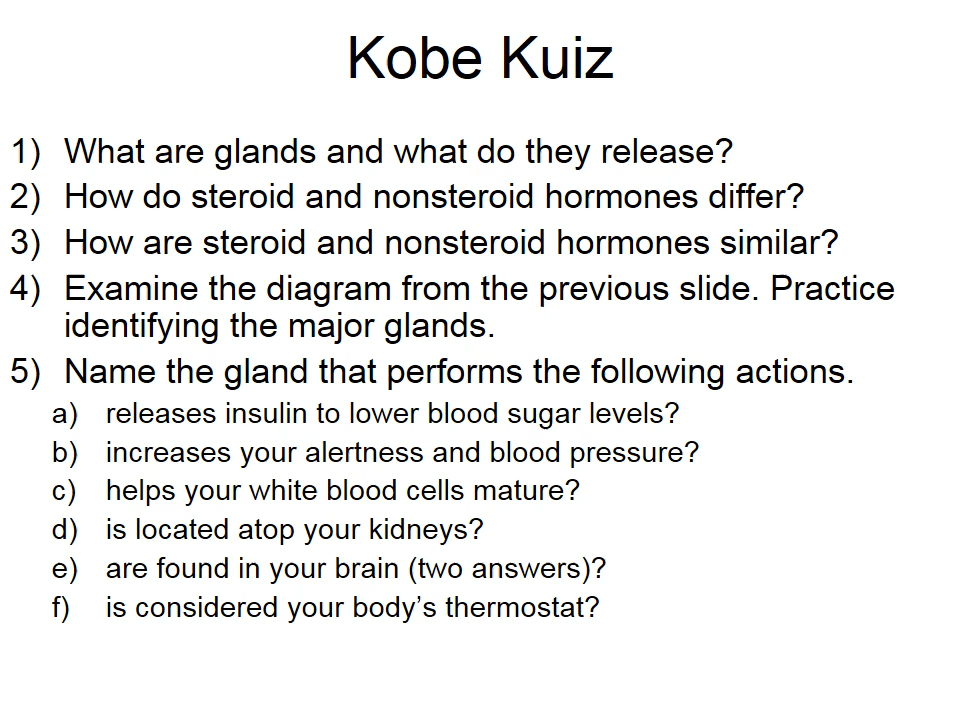 Kobe Kuiz
1) What are glands and what do they release?
2) How do steroid and nonsteroid hormones differ?
3) How are steroid and nonsteroid hormones similar?
4) Examine the diagram from the previous slide. Practice
identifying the major glands.
5) Name the gland that performs the following actions.
a) releases insulin to lower blood sugar levels?
b) increases your alertness and blood pressure?
c) helps your white blood cells mature?
d) is located atop your kidneys?
e) are found in your brain (two answers)?
f) is considered your body’s thermostat?